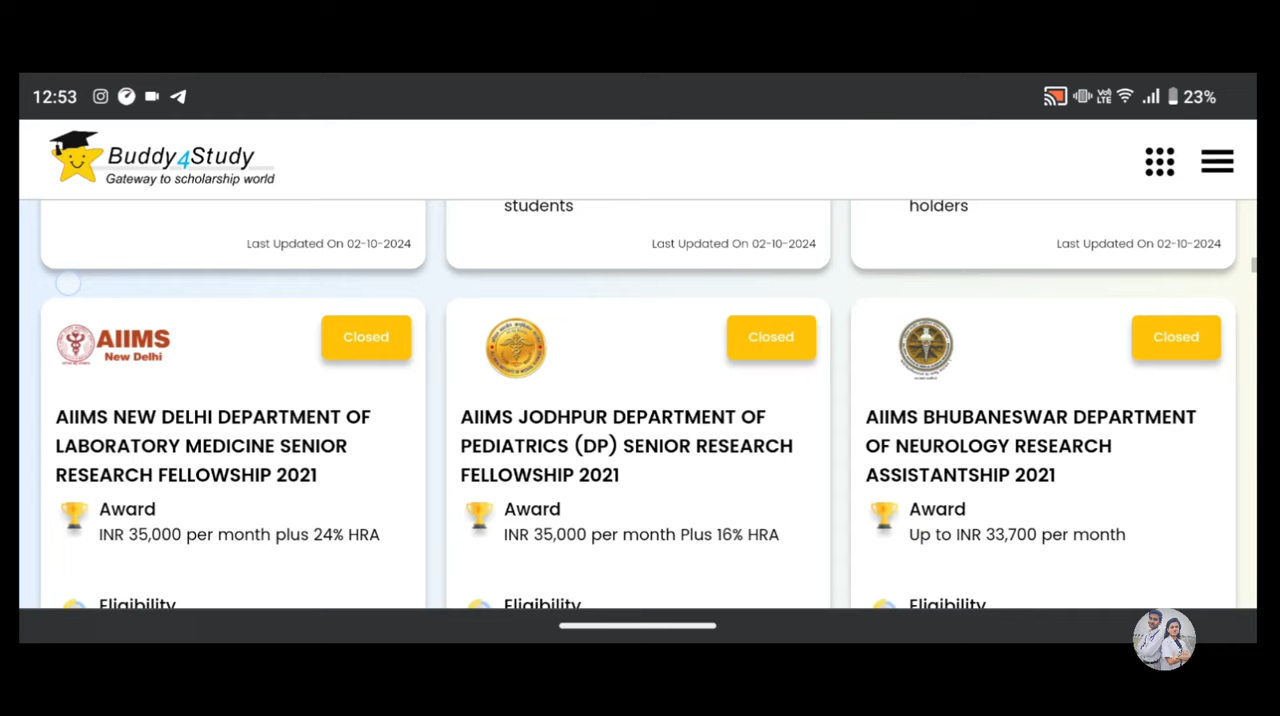 12:53
Vo) LTE
23%
Buddy4Study
Gateway to scholarship world
students
holders
Last Updated On 02-10-2024
Last Updated On 02-10-2024
Last Updated On 02-10-2024
AIIMS
New Delhi
Closed
AIIMS NEW DELHI DEPARTMENT OF
LABORATORY MEDICINE SENIOR
RESEARCH FELLOWSHIP 2021
Award
INR 35,000 per month plus 24% HRA
Eligibility
Closed
AIIMS JODHPUR DEPARTMENT OF
PEDIATRICS (DP) SENIOR RESEARCH
FELLOWSHIP 2021
Award
INR 35,000 per month Plus 16% HRA
Eligibility
Closed
AIIMS BHUBANESWAR DEPARTMENT
OF NEUROLOGY RESEARCH
ASSISTANTSHIP 2021
Award
Up to INR 33,700 per month
Eligibility